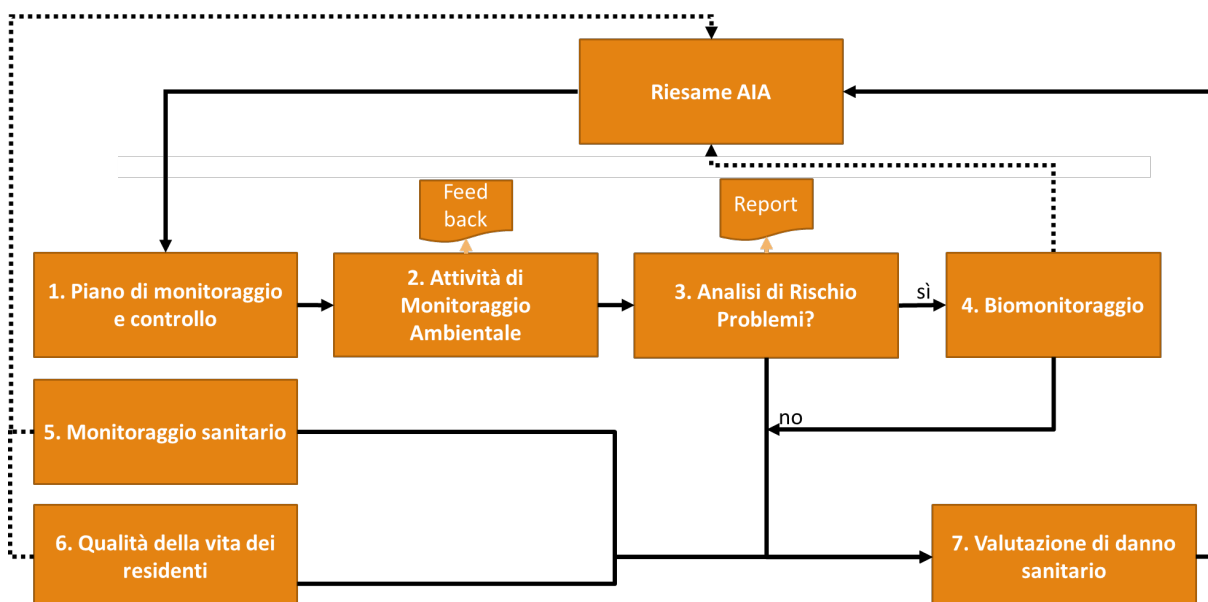 Riesame AIA
Feed
back
Report
1. Piano di monitoraggio
e controllo
2. Attività di
Monitoraggio
Ambientale
3. Analisi di Rischio
Problemi?
sì
4. Biomonitoraggio
no
5. Monitoraggio sanitario
6. Qualità della vita dei
residenti
7. Valutazione di danno
sanitario